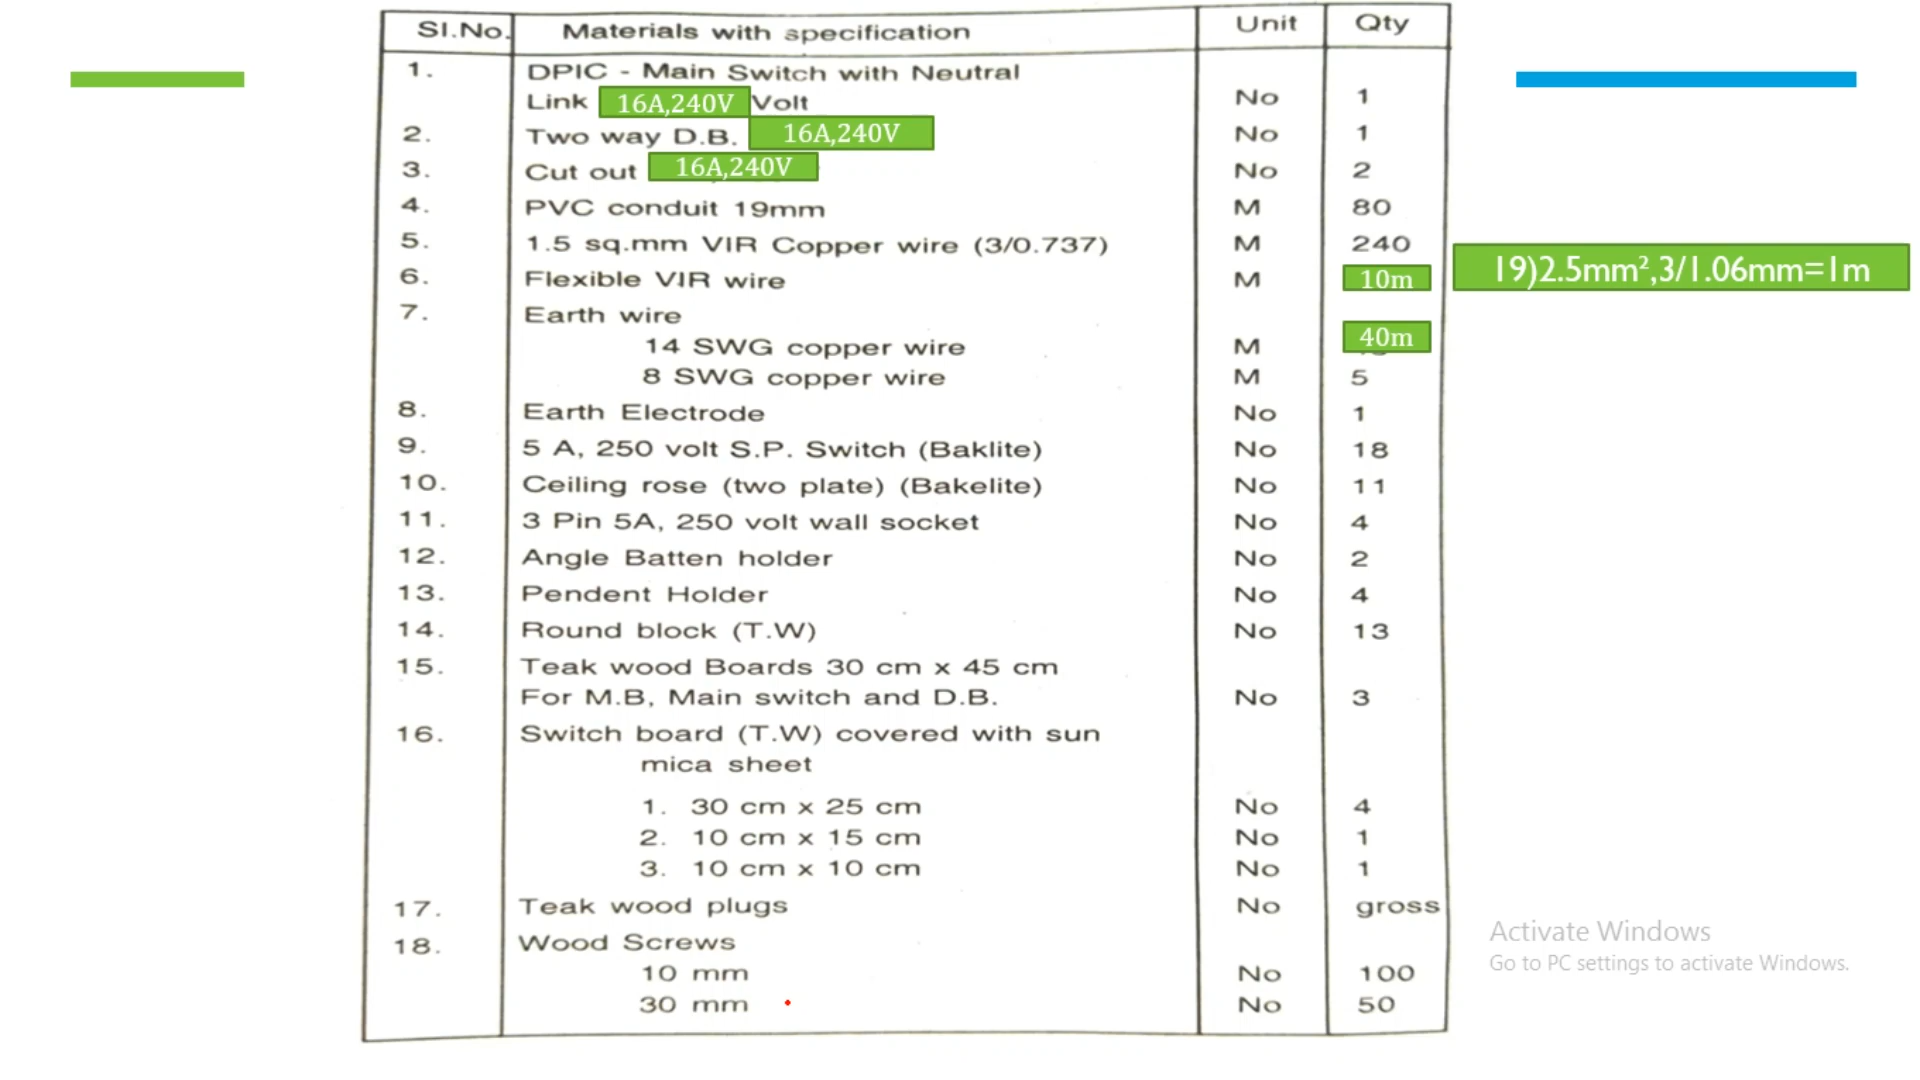 Sl.No. Materials with specification Unit Qty
1. DPIC - Main Switch with Neutral
Link 16A,240V Volt No 1
2. Two way D.B. 16A,240V No 1
3. Cut out 16A,240V No 2
4. PVC conduit 19mm M 80
5. 1.5 sq.mm VIR Copper wire (3/0.737) M 240
19)2.5mm²,3/1.06mm=1m
6. Flexible VIR wire M 10m
7. Earth wire
14 SWG copper wire M 40m
8 SWG copper wire M 5
8. Earth Electrode No 1
9. 5 A, 250 volt S.P. Switch (Baklite) No 18
10. Ceiling rose (two plate) (Bakelite) No 11
11. 3 Pin 5A, 250 volt wall socket No 4
12. Angle Batten holder No 2
13. Pendent Holder No 4
14. Round block (T.W) No 13
15. Teak wood Boards 30 cm x 45 cm
For M.B, Main switch and D.B. No 3
16. Switch board (T.W) covered with sun
mica sheet
1. 30 cm x 25 cm No 4
2. 10 cm x 15 cm No 1
3. 10 cm x 10 cm No 1
17. Teak wood plugs No gross
18. Wood Screws
10 mm No 100
30 mm No 50
Activate Windows
Go to PC settings to activate Windows.